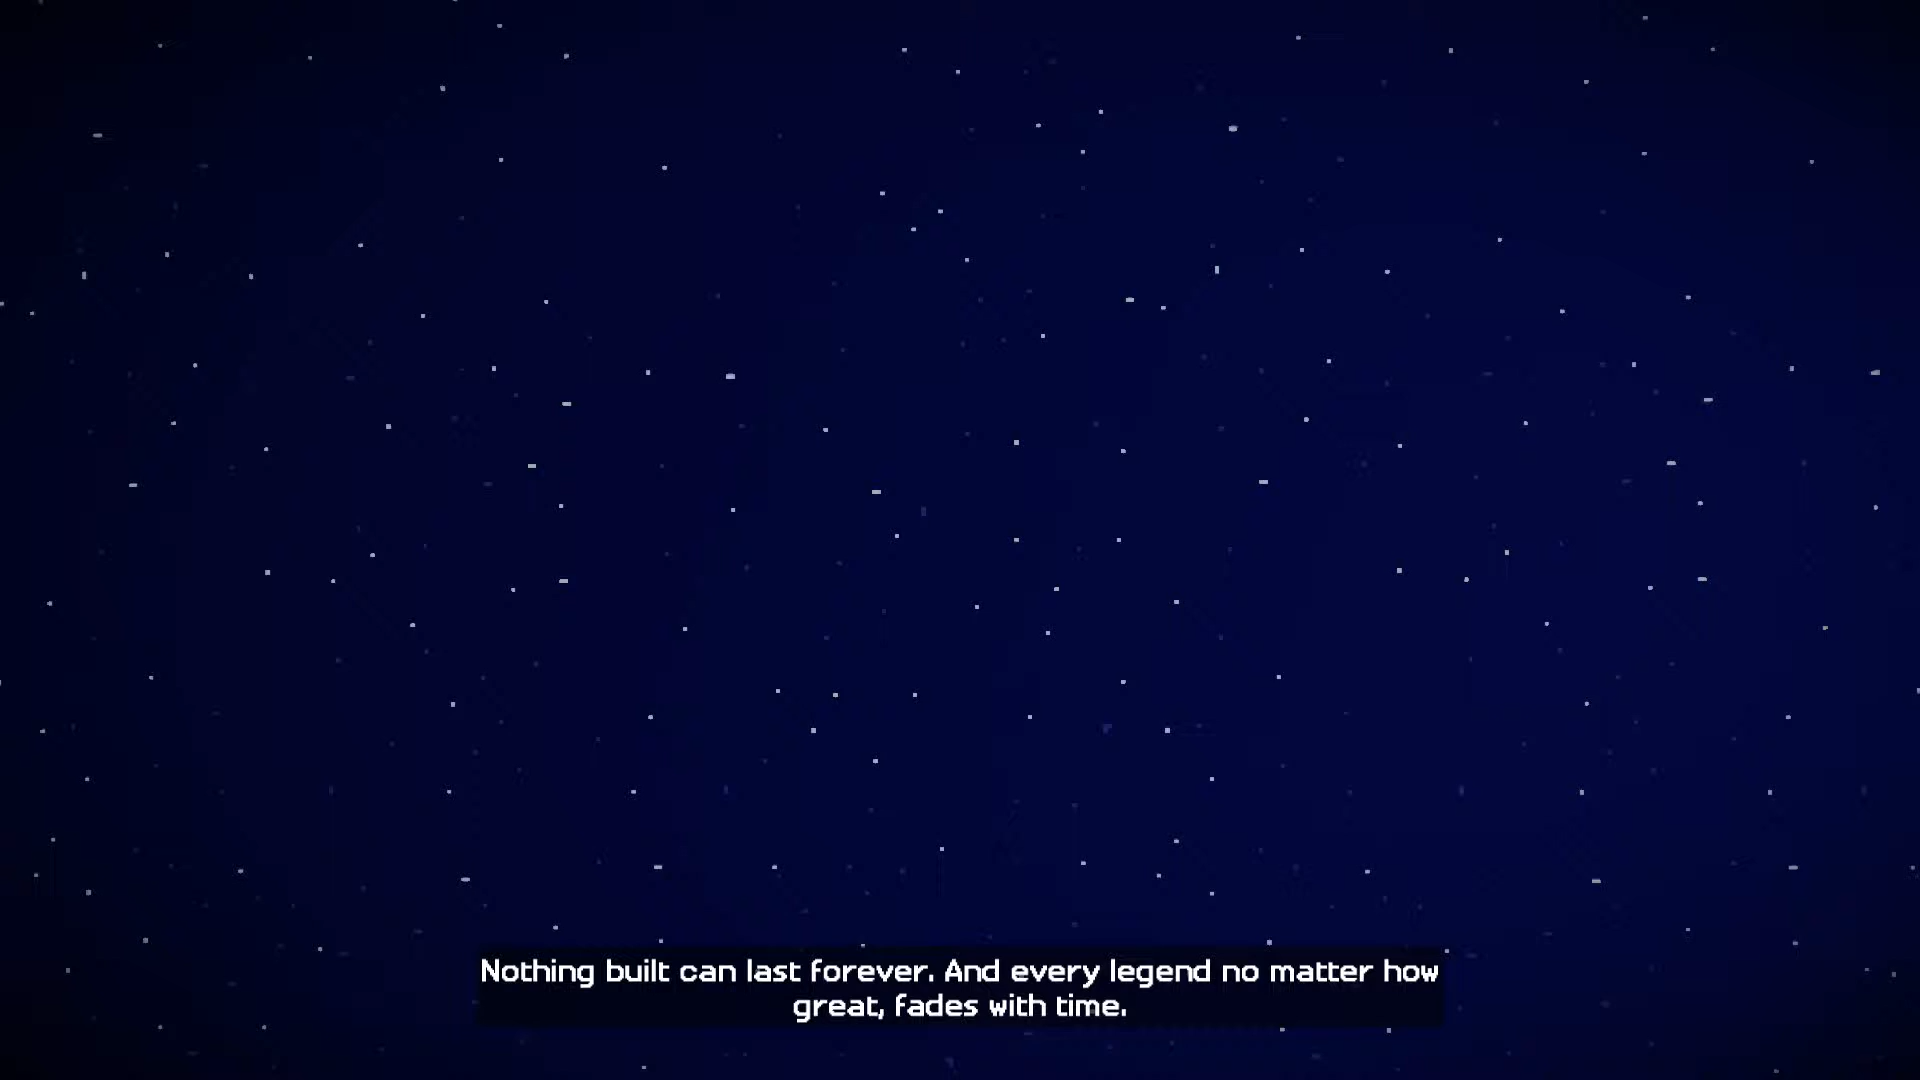 Nothing built can last forever. And every legend no matter how
great, fades with time.